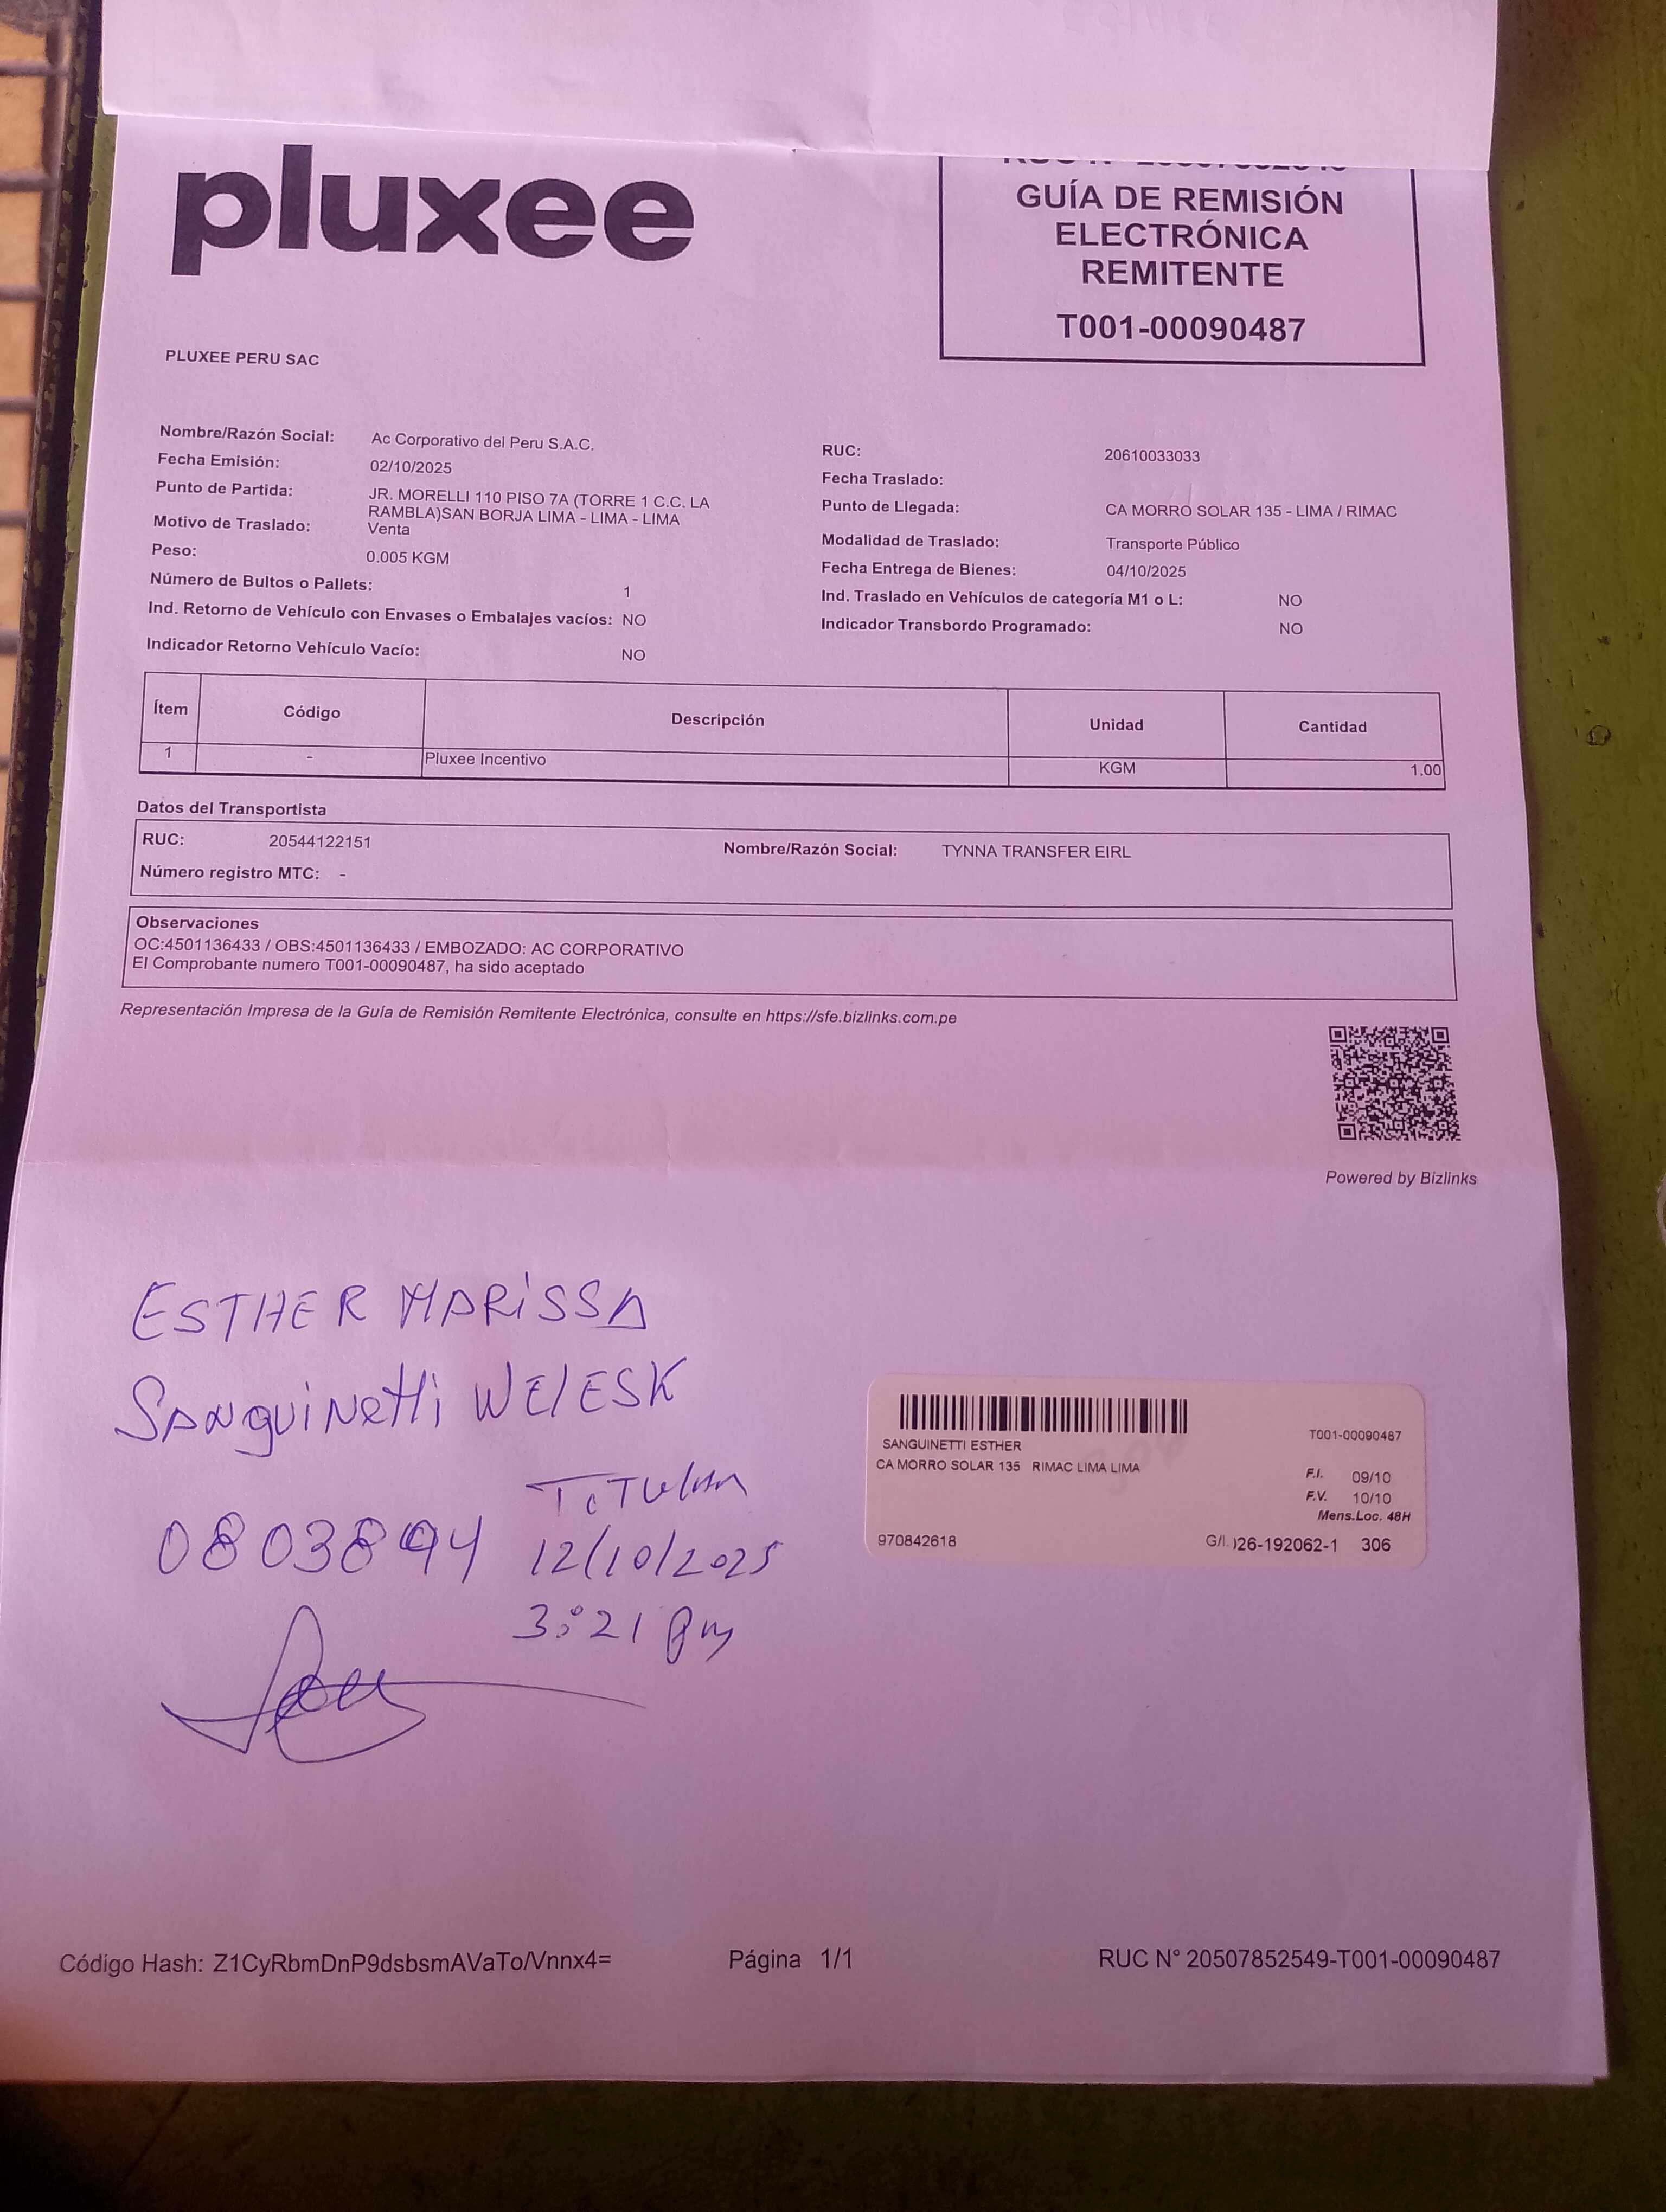 pluxee
GUÍA DE REMISIÓN
ELECTRÓNICA
REMITENTE
T001-00090487
PLUXEE PERU SAC
Nombre/Razón Social: Ac Corporativo del Peru S.A.C.
Fecha Emisión: 02/10/2025
Punto de Partida: JR. MORELLI 110 PISO 7A (TORRE 1 C.C. LA
RAMBLA)SAN BORJA LIMA - LIMA - LIMA
Motivo de Traslado: Venta
Peso: 0.005 KGM
Número de Bultos o Pallets: 1
Ind. Retorno de Vehículo con Envases o Embalajes vacíos: NO
Indicador Retorno Vehículo Vacío: NO
RUC: 20610033033
Fecha Traslado:
Punto de Llegada: CA MORRO SOLAR 135 - LIMA / RIMAC
Modalidad de Traslado: Transporte Público
Fecha Entrega de Bienes: 04/10/2025
Ind. Traslado en Vehículos de categoría M1 o L: NO
Indicador Transbordo Programado: NO
Ítem Código Descripción Unidad Cantidad
1 - Pluxee Incentivo KGM 1.00
Datos del Transportista
RUC: 20544122151 Nombre/Razón Social: TYNNA TRANSFER EIRL
Número registro MTC: -
Observaciones
OC:4501136433 / OBS:4501136433 / EMBOZADO: AC CORPORATIVO
El Comprobante numero T001-00090487, ha sido aceptado
Representación Impresa de la Guía de Remisión Remitente Electrónica, consulte en https://sfe.bizlinks.com.pe
Powered by Bizlinks
ESTHER MARISSA
SANguiNetti WElESK
TiTulAr
08038944 12/10/2025
3:21 pm
SANGUINETTI ESTHER
CA MORRO SOLAR 135 RIMAC LIMA LIMA
970842618
T001-00090487
F.I. 09/10
F.V. 10/10
Mens.Loc. 48H
G/I. 026-192062-1 306
Código Hash: Z1CyRbmDnP9dsbsmAVaTo/Vnnx4= Página 1/1 RUC N° 20507852549-T001-00090487